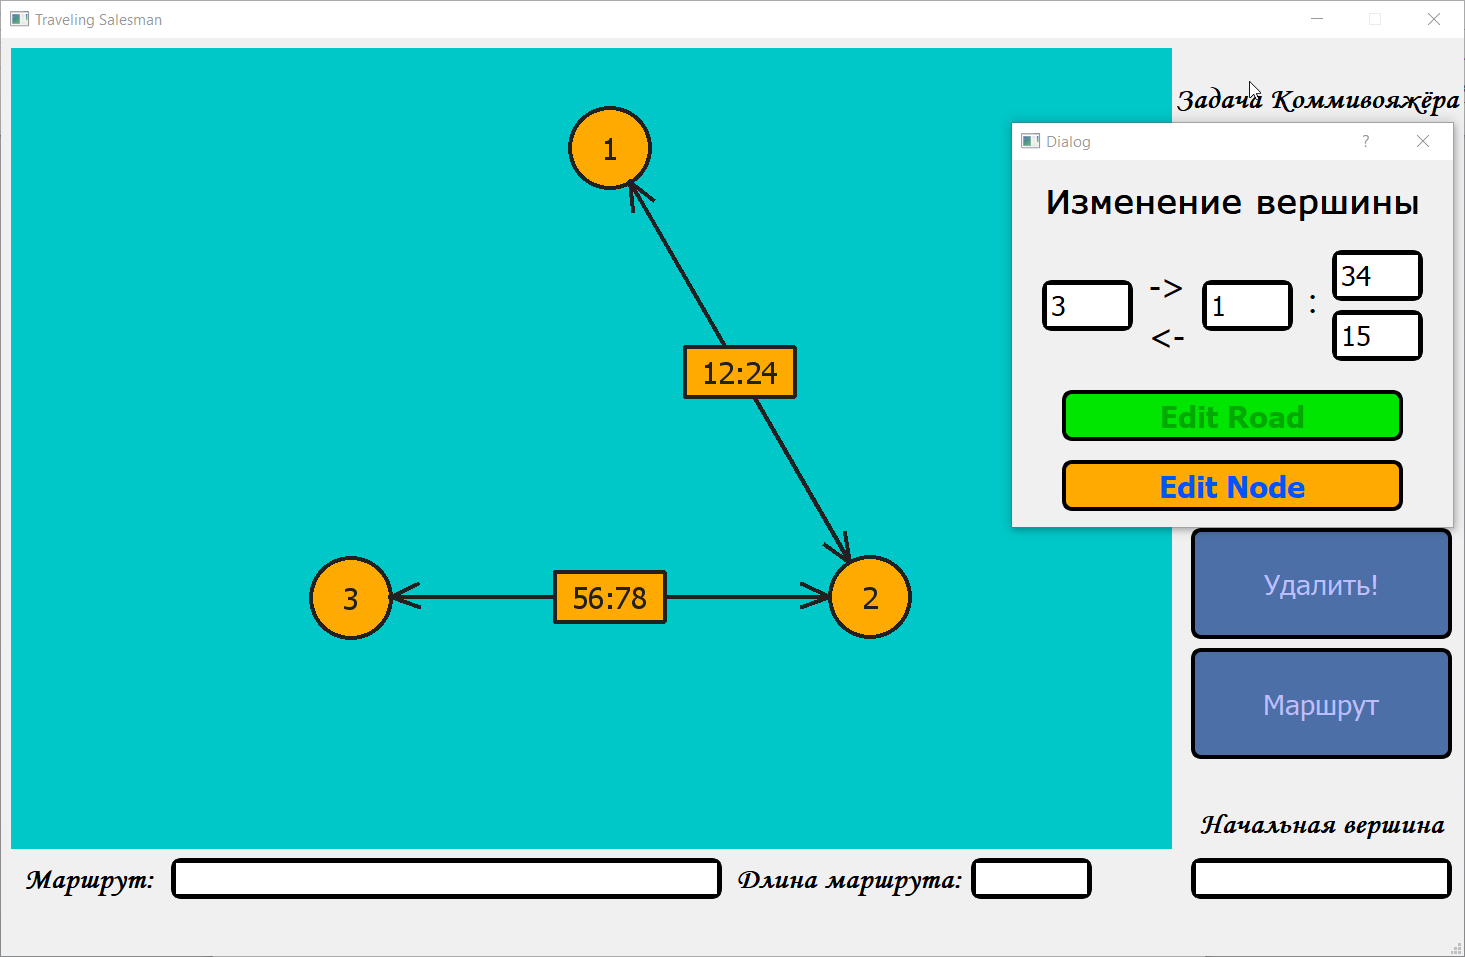 Traveling Salesman
Задача Коммивояжёра
1
12:24
3
56:78
2
Dialog
?
Изменение вершины
3
->
<-
1
:
34
15
Edit Road
Edit Node
Удалить!
Маршрут
Начальная вершина
Маршрут:
Длина маршрута: